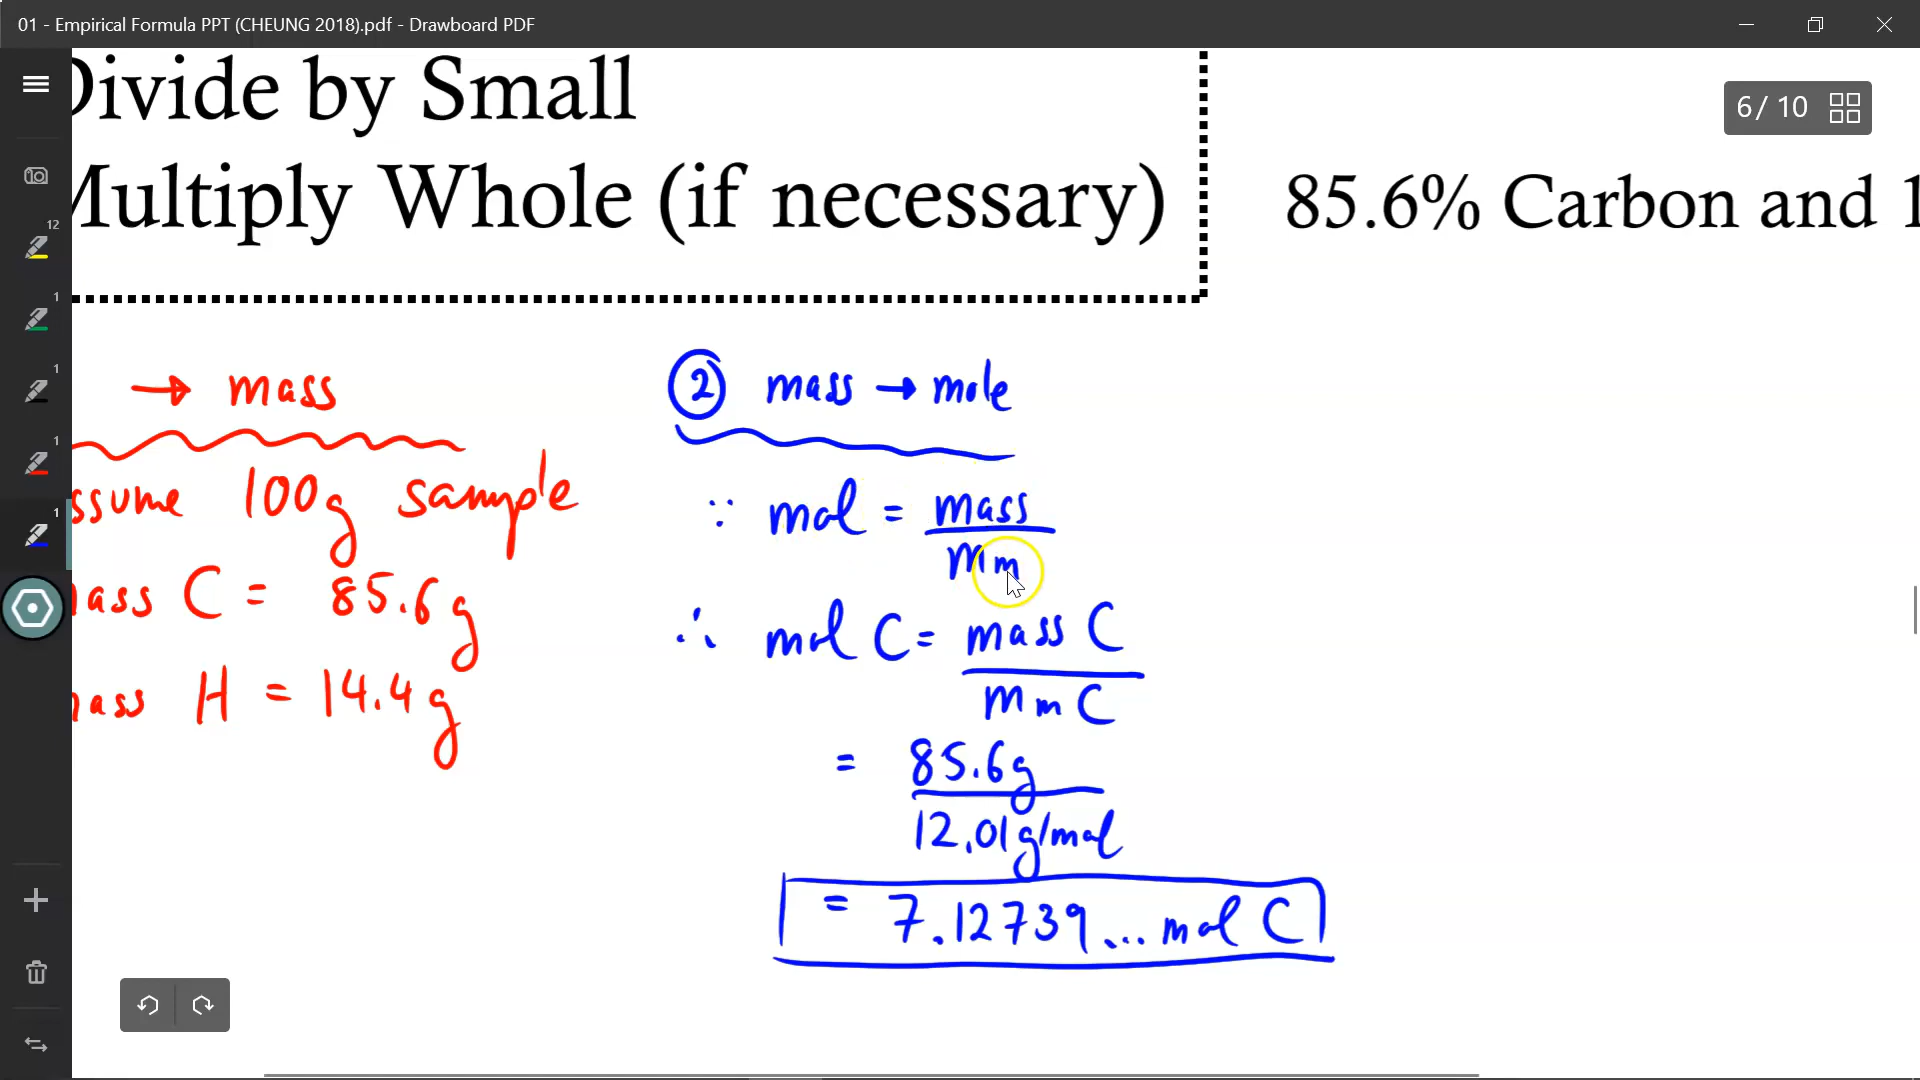 01 - Empirical Formula PPT (CHEUNG 2018).pdf - Drawboard PDF
6 / 10
Divide by Small
Multiply Whole (if necessary)
85.6% Carbon and 1
12
1
1
1
1
→ mass
ssume 100g sample
ass C = 85.6g
ass H = 14.4g
② mass → mole
∵ mol = mass
Mm
∴ mol C = mass C
Mm C
= 85.6g
12.01g/mol
= 7.12739... mol C